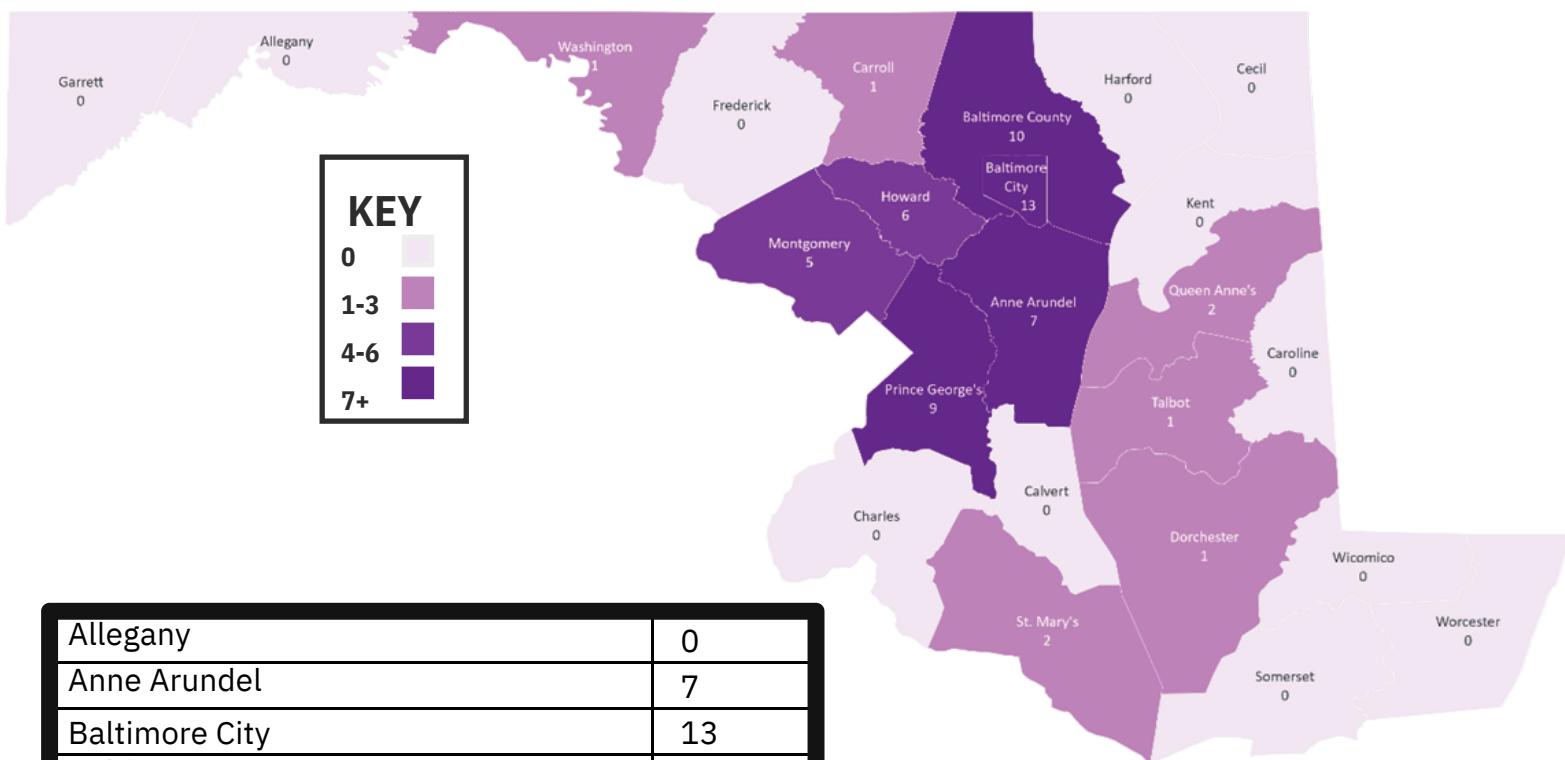 Garrett
0
Allegany
0
Washington
1
Frederick
0
Carroll
1
Baltimore County
10
Baltimore
City
13
Harford
0
Cecil
0
Howard
6
Kent
0
Montgomery
5
Anne Arundel
7
Queen Anne's
2
Caroline
0
Prince George's
9
Talbot
1
Charles
0
Calvert
0
Dorchester
1
Wicomico
0
St. Mary's
2
Worcester
0
Somerset
0
KEY
0
1-3
4-6
7+
Allegany 0
Anne Arundel 7
Baltimore City 13